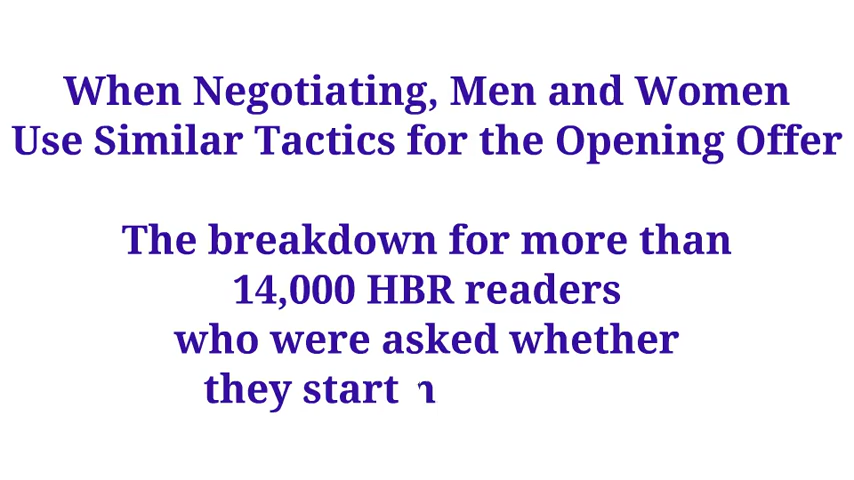 When Negotiating, Men and Women
Use Similar Tactics for the Opening Offer
The breakdown for more than
14,000 HBR readers
who were asked whether
they start